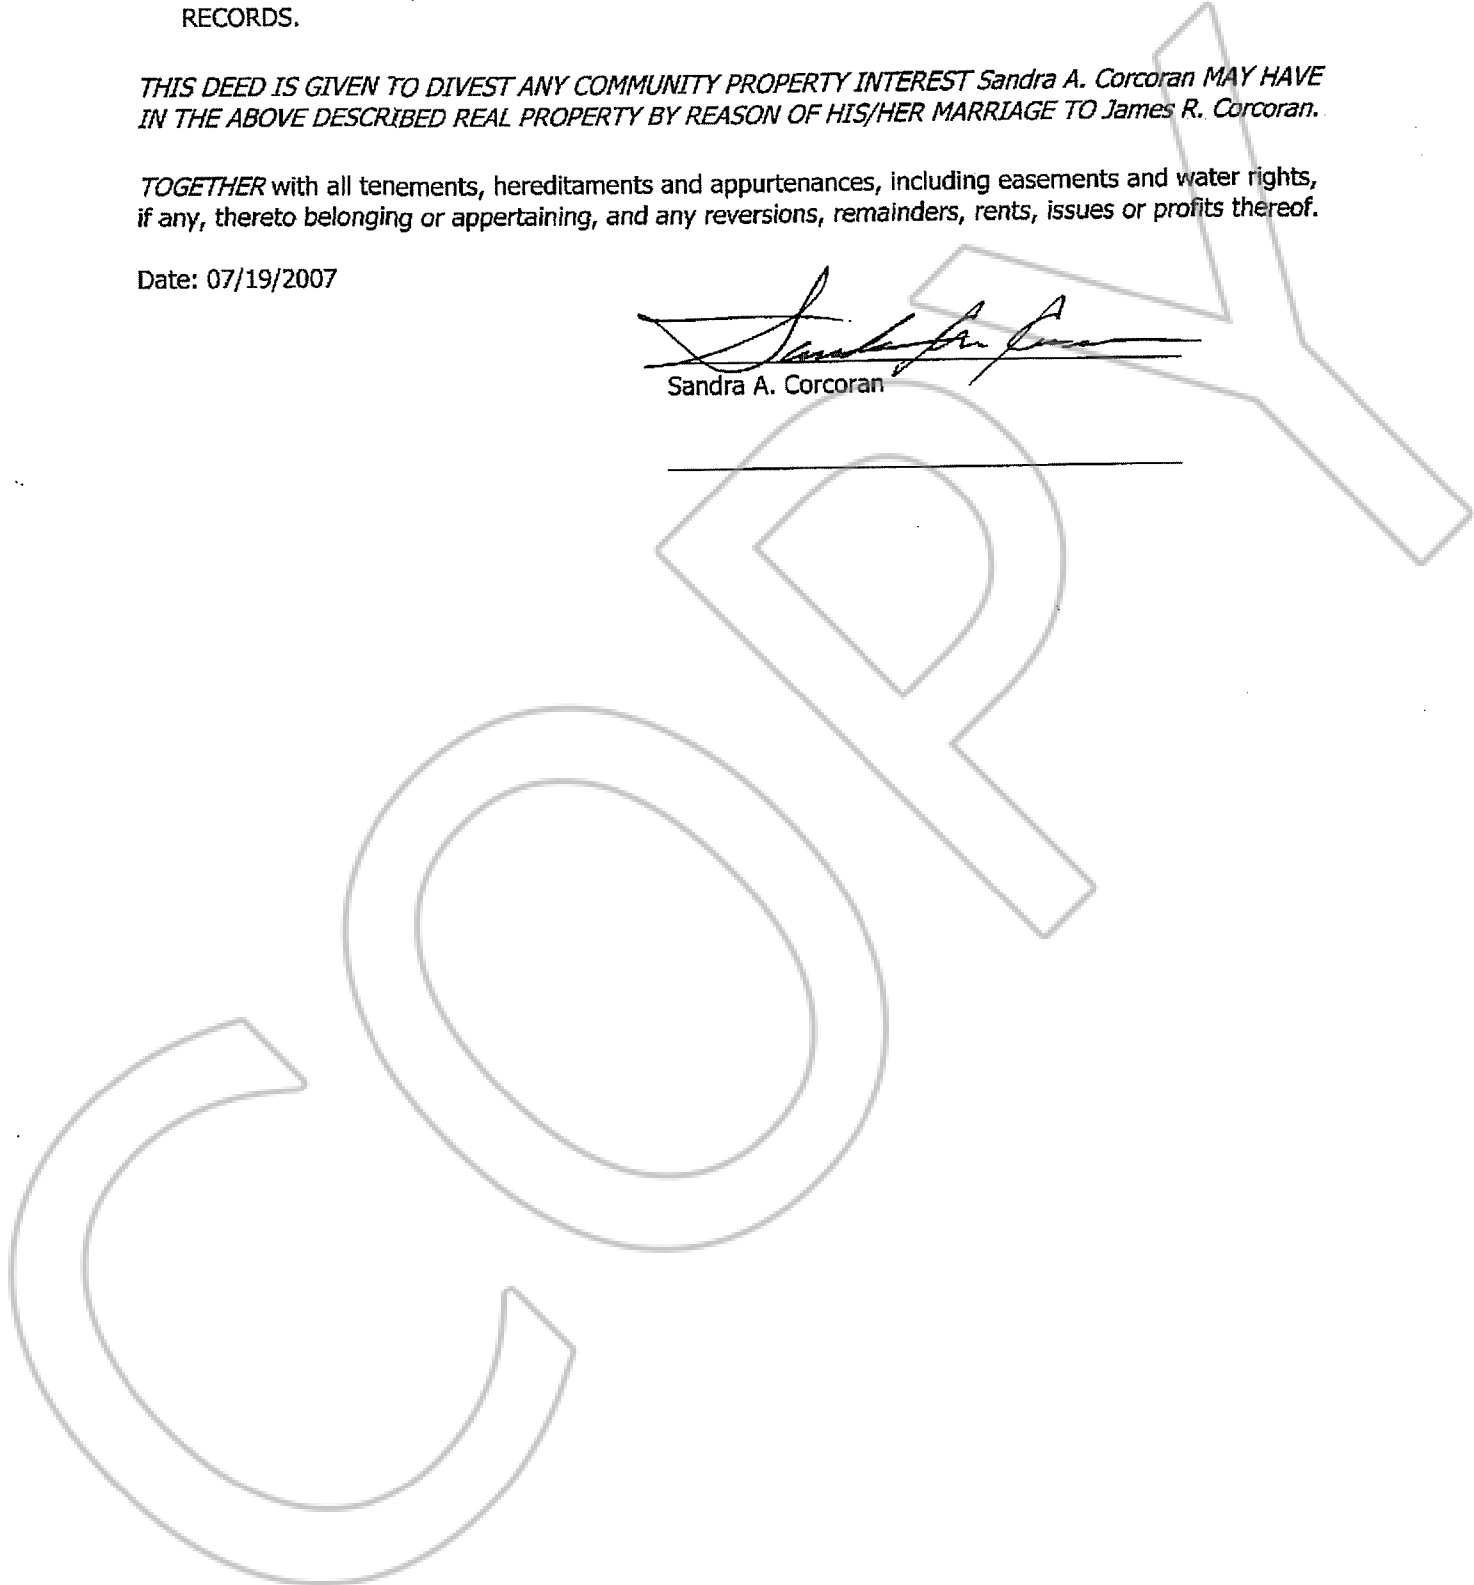 RECORDS.
THIS DEED IS GIVEN TO DIVEST ANY COMMUNITY PROPERTY INTEREST Sandra A. Corcoran MAY HAVE
IN THE ABOVE DESCRIBED REAL PROPERTY BY REASON OF HIS/HER MARRIAGE TO James R. Corcoran.
TOGETHER with all tenements, hereditaments and appurtenances, including easements and water rights,
if any, thereto belonging or appertaining, and any reversions, remainders, rents, issues or profits thereof.
Date: 07/19/2007
Sandra A. Corcoran
COPY